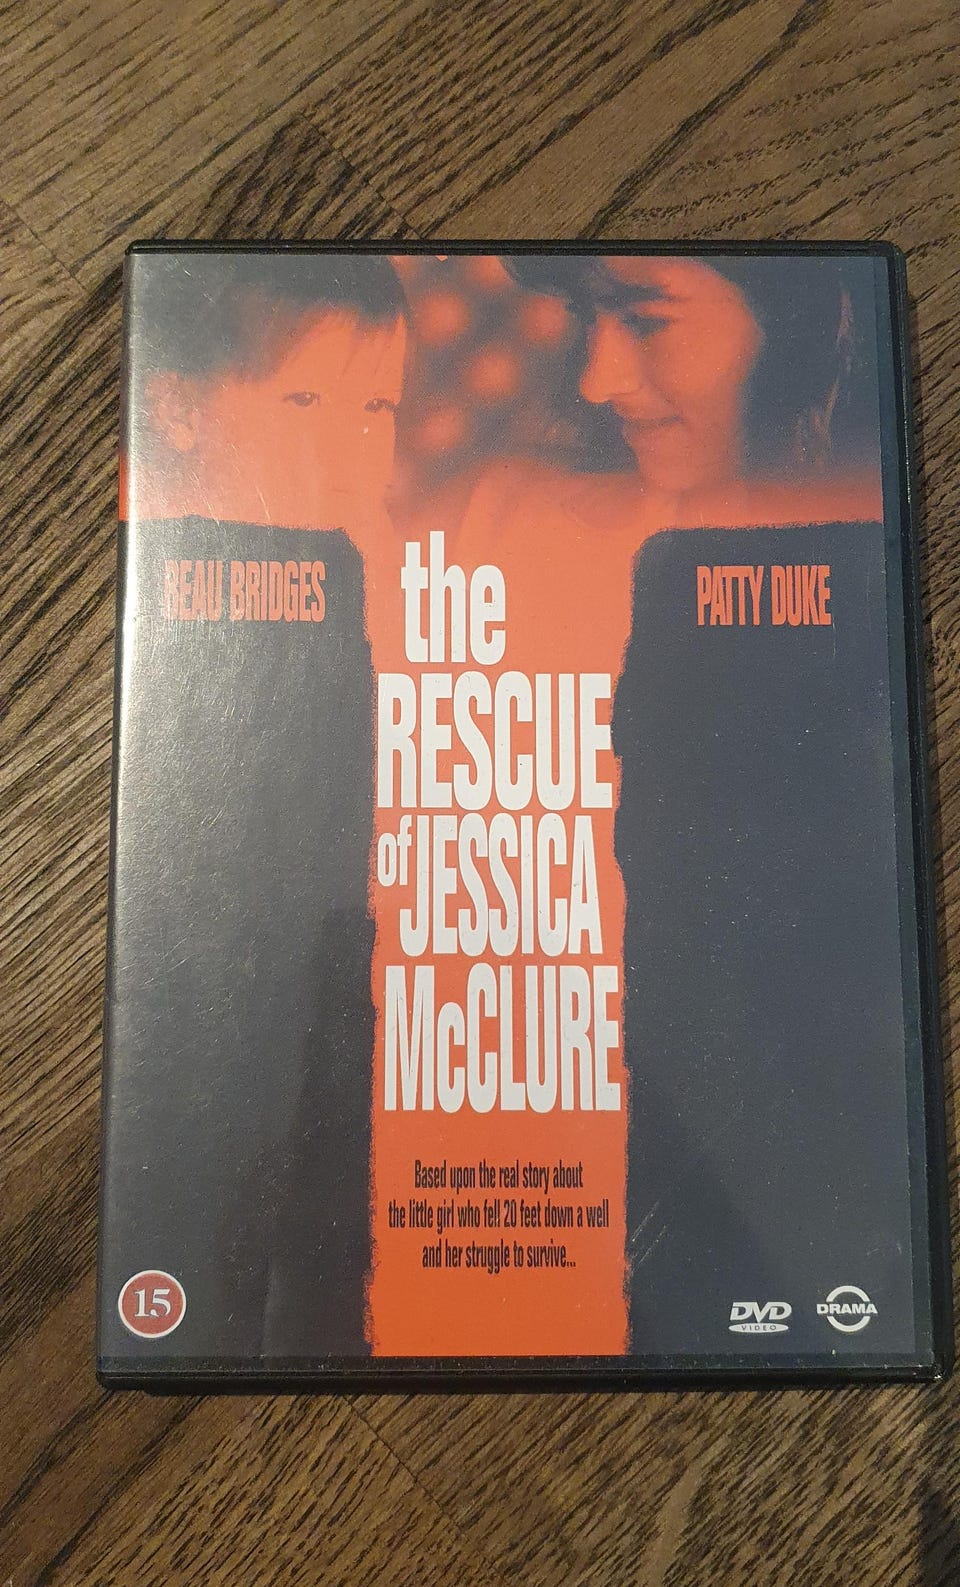 BEAU BRIDGES
PATTY DUKE
the
RESCUE
of JESSICA
McCLURE
Based upon the real story about
the little girl who fell 20 feet down a well
and her struggle to survive...
15
DVD
VIDEO
DRAMA